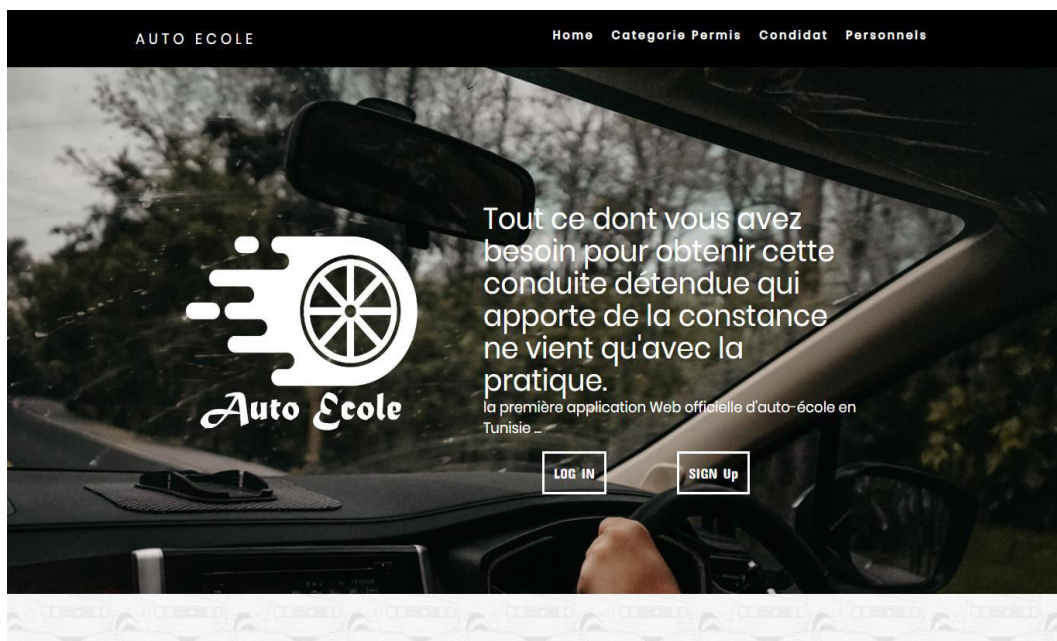 AUTO ECOLE
Home Categorie Permis Condidat Personnels
Tout ce dont vous avez
besoin pour obtenir cette
conduite détendue qui
apporte de la constance
ne vient qu'avec la
pratique.
Auto Ecole
la première application Web officielle d'auto-école en
Tunisie ...
LOG IN
SIGN Up